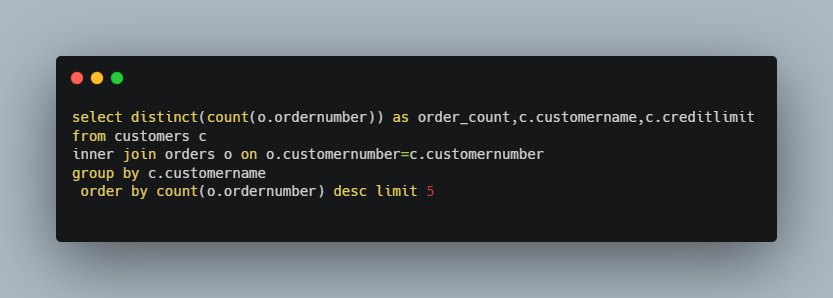 select distinct(count(o.ordernumber)) as order_count,c.customername,c.creditlimit
from customers c
inner join orders o on o.customernumber=c.customernumber
group by c.customername
order by count(o.ordernumber) desc limit 5